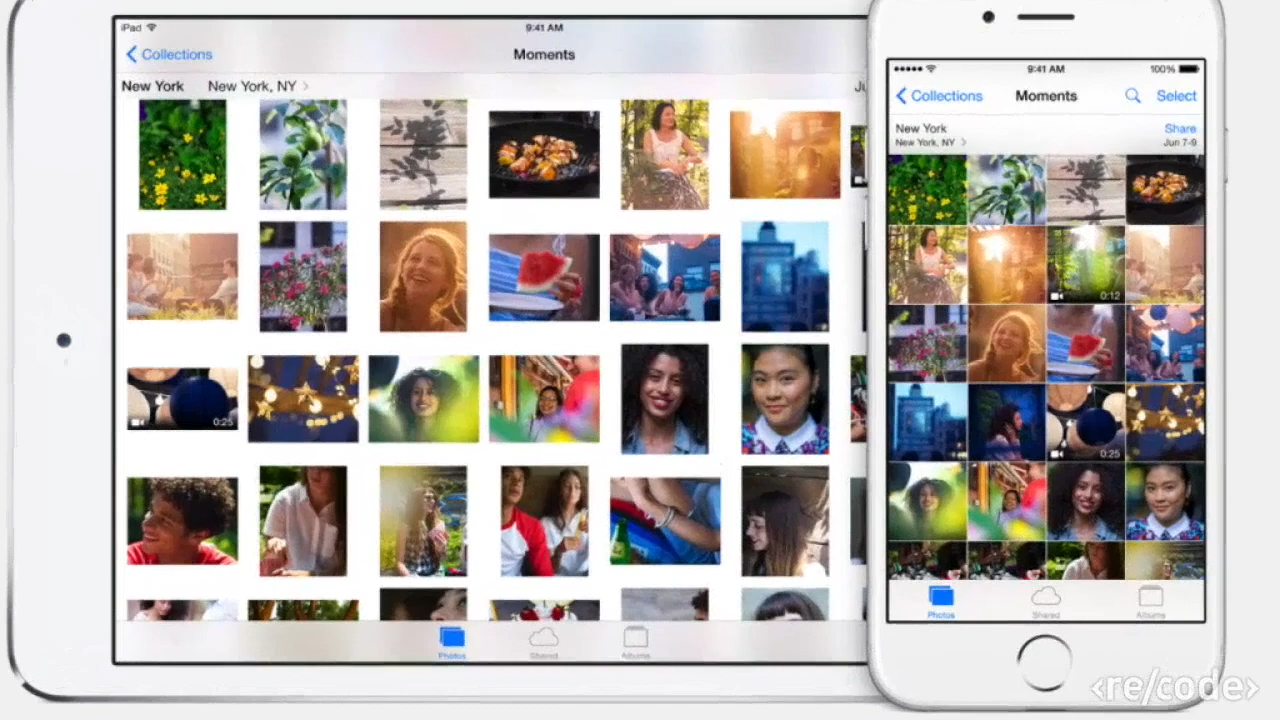 iPad 9:41 AM
Collections Moments
New York New York, NY
0:25
Photos Shared Albums
9:41 AM 100%
Collections Moments Select
New York Share
New York, NY Jun 7-9
0:12
0:25
Photos Shared Albums
<re/code>